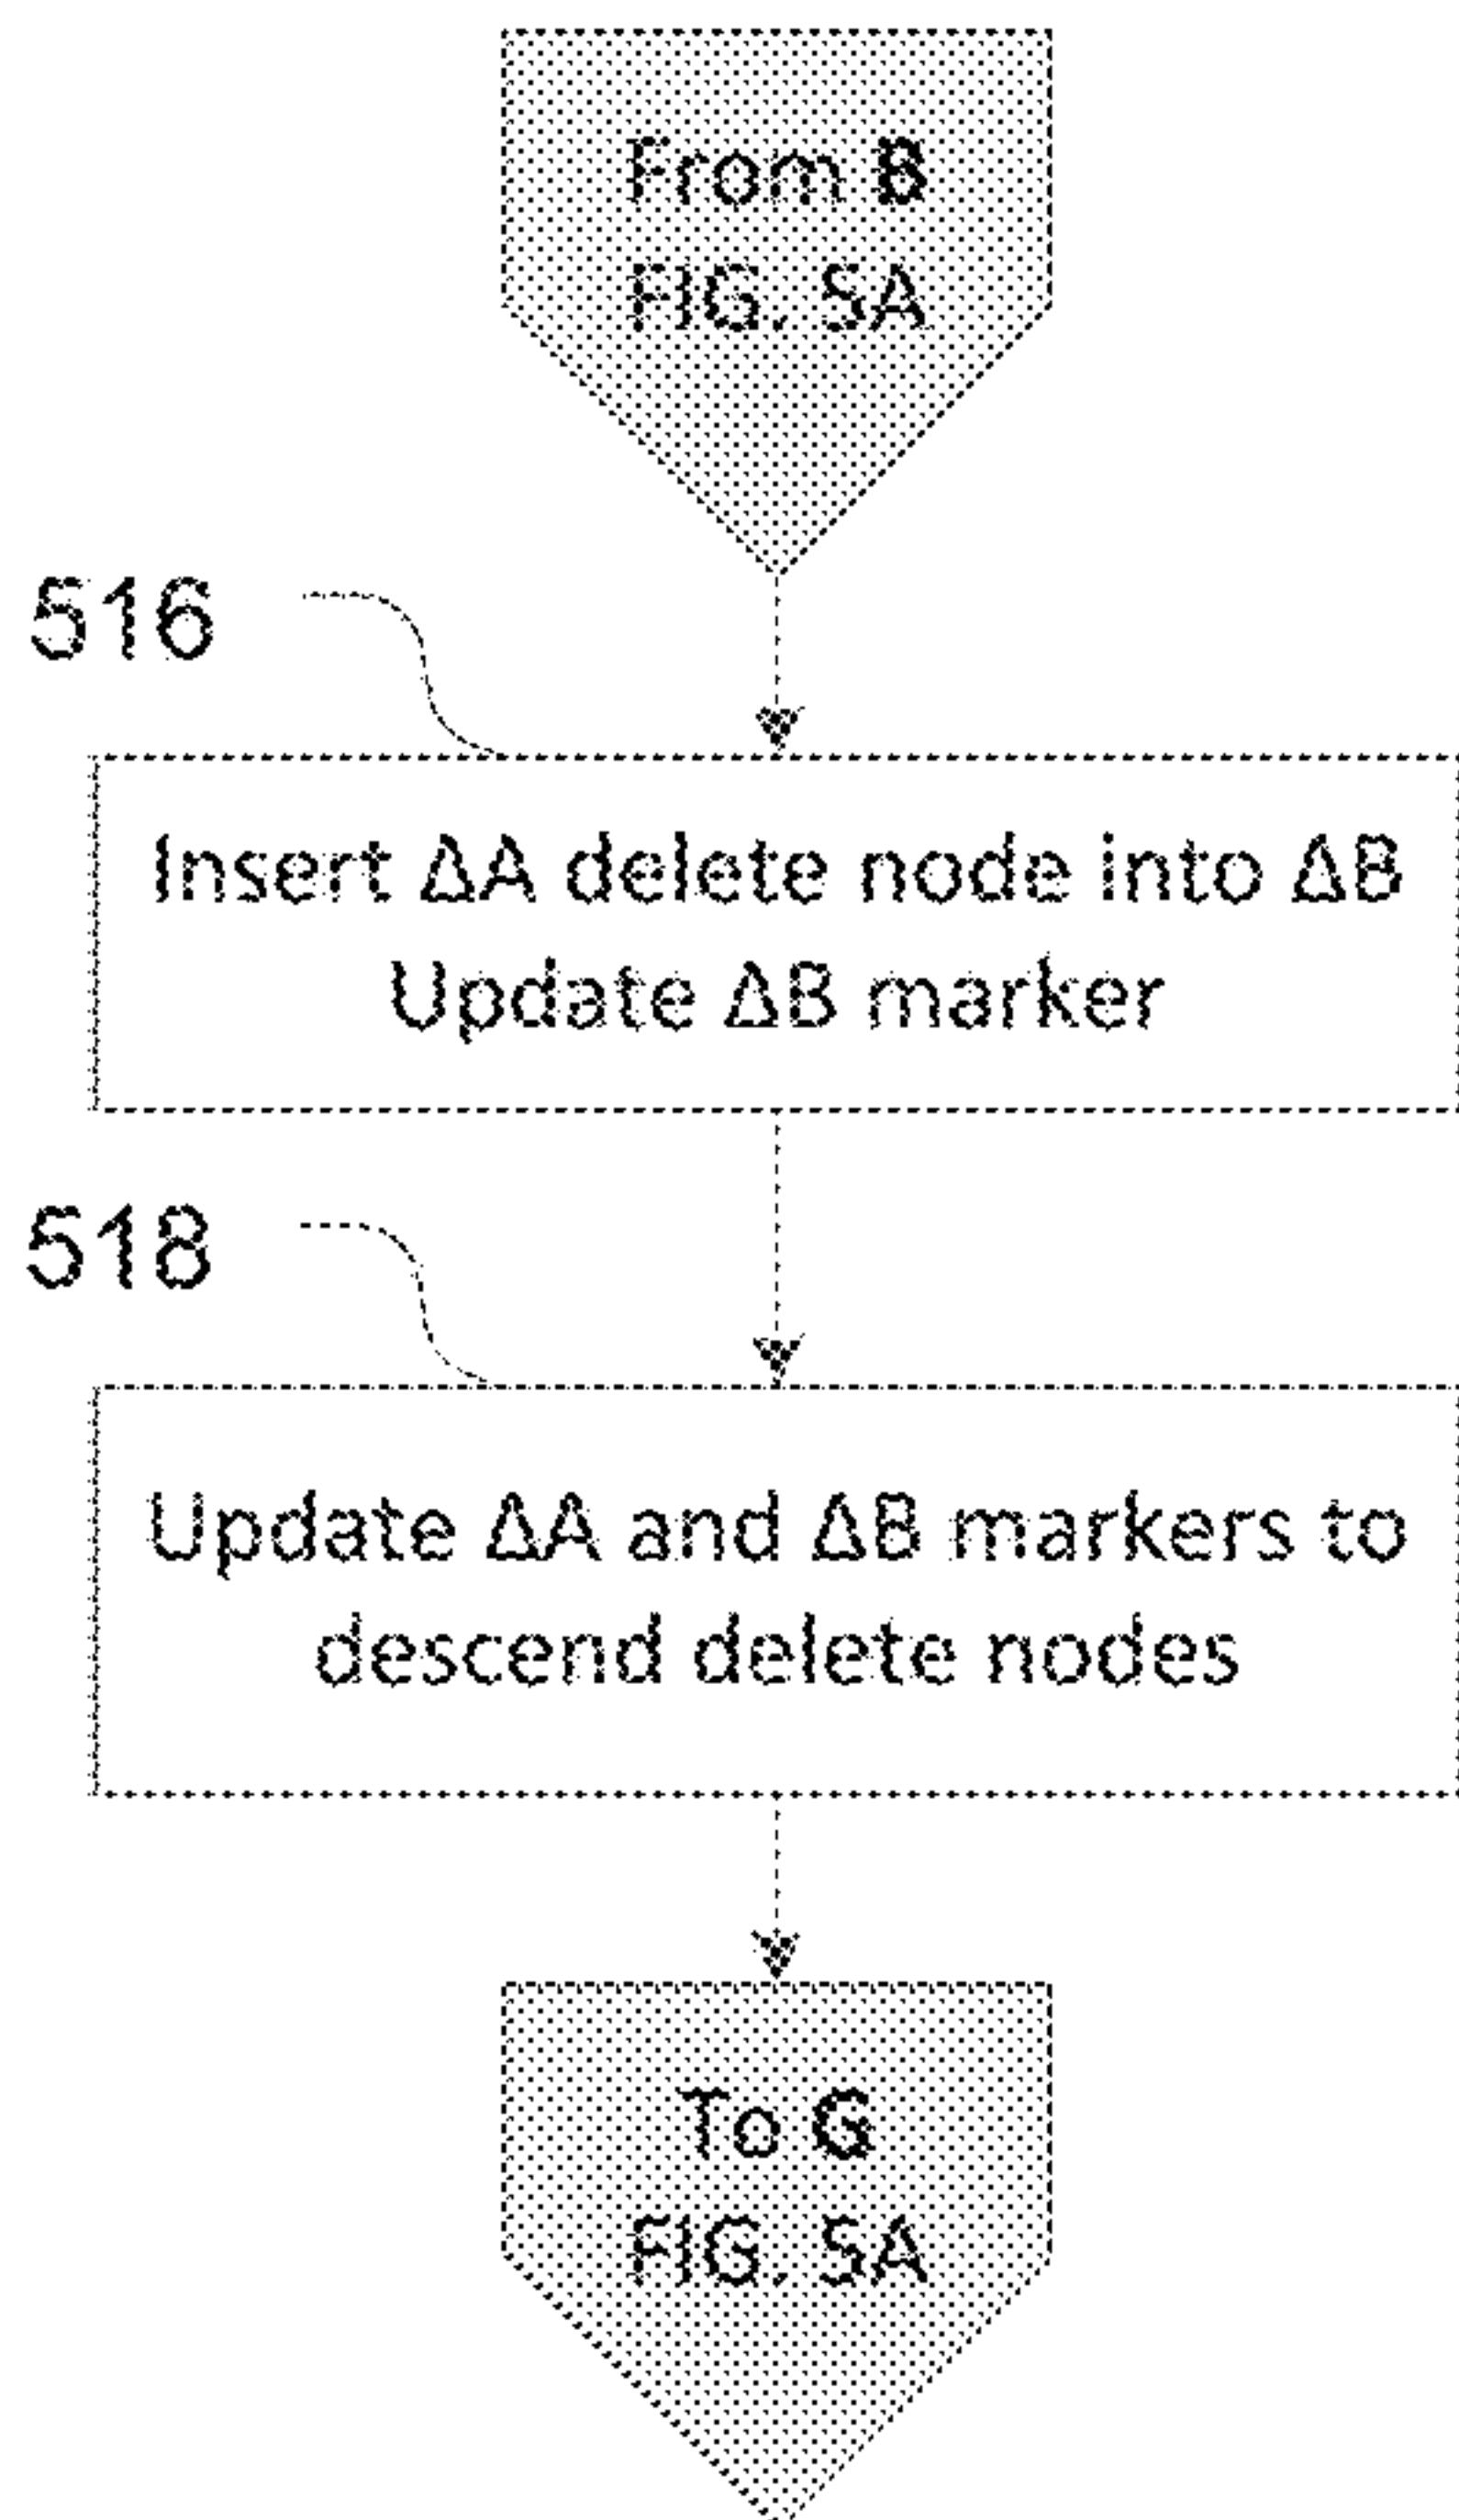 From B
FIG. 5A
516
Insert ΔA delete node into ΔB
Update ΔB marker
518
Update ΔA and ΔB markers to
descend delete nodes
To G
FIG. 5A